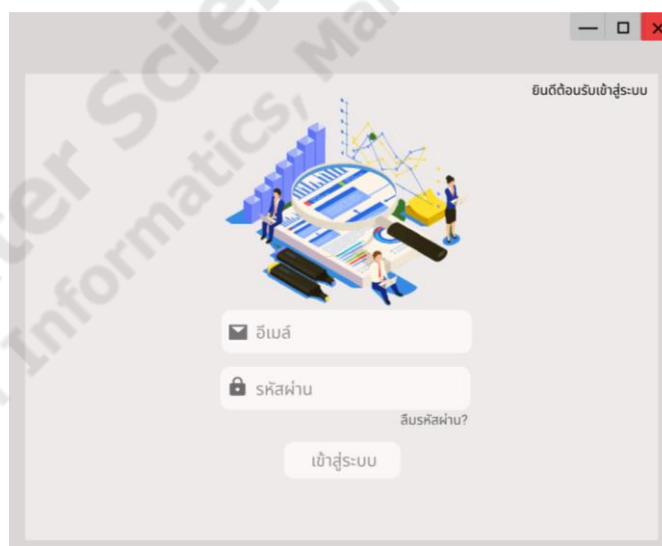 ยินดีต้อนรับเข้าสู่ระบบ
อีเมล์
รหัสผ่าน
ลืมรหัสผ่าน?
เข้าสู่ระบบ